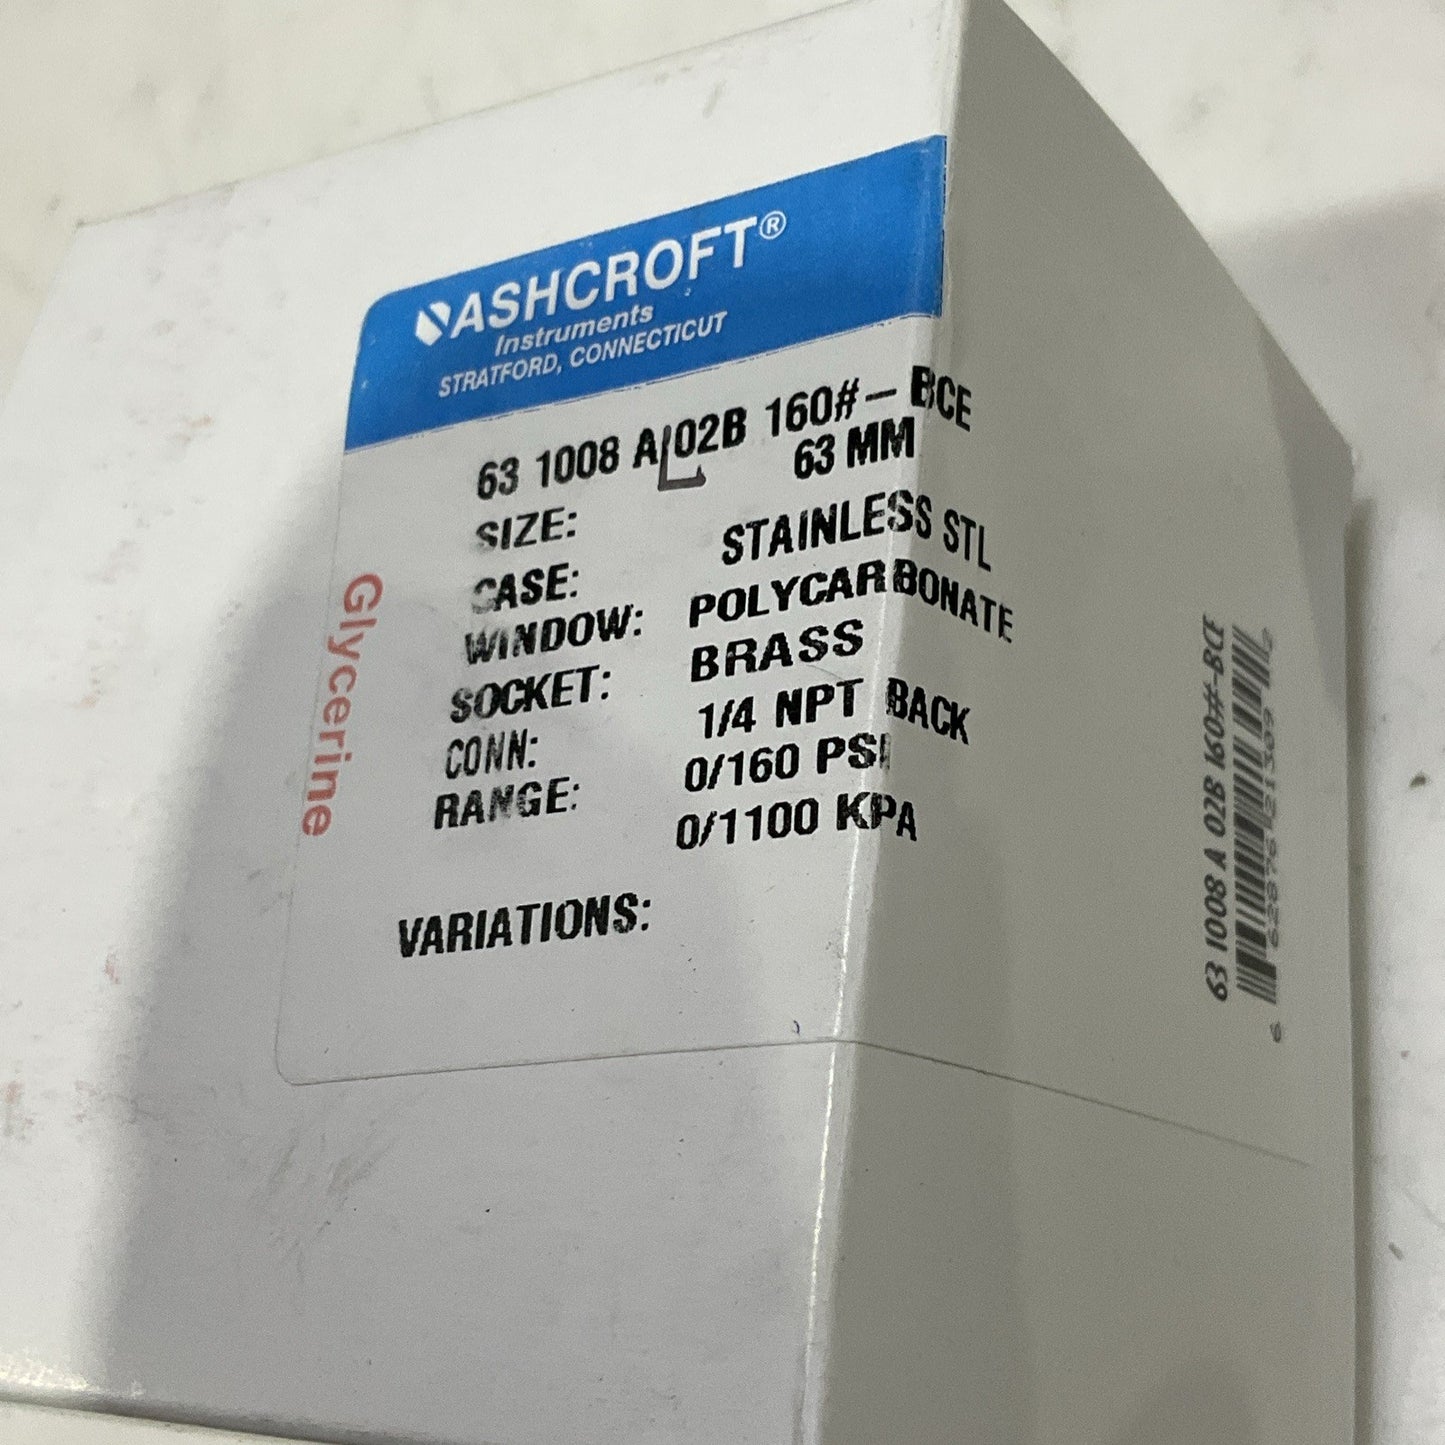 ASHCROFT®
Instruments
STRATFORD, CONNECTICUT
63 1008 AL02B 160#-BCE
SIZE: 63 MM
CASE: STAINLESS STL
WINDOW: POLYCARBONATE
SOCKET: BRASS
CONN: 1/4 NPT BACK
RANGE: 0/160 PSI
0/1100 KPA
VARIATIONS:
Glycerine
63 1008 A 02B 160#-BCE